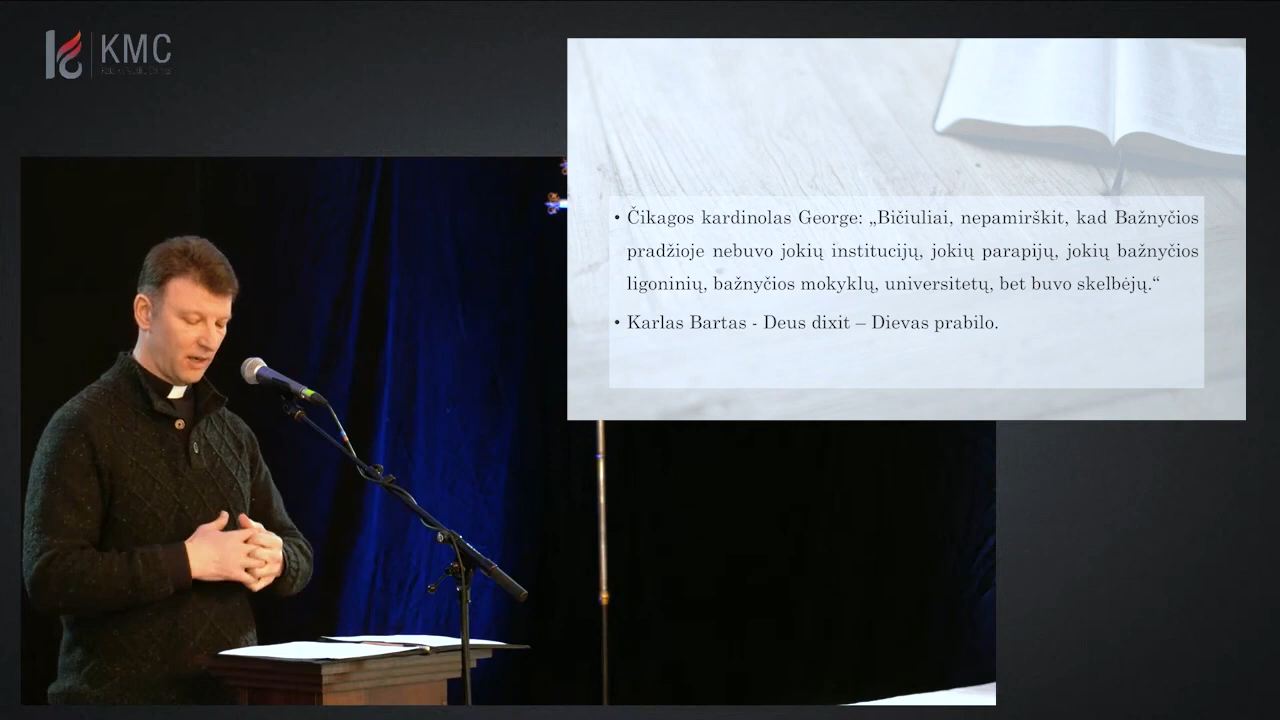 KMC
• Čikagos kardinolas George: „Bičiuliai, nepamirškit, kad Bažnyčios
pradžioje nebuvo jokių institucijų, jokių parapijų, jokių bažnyčios
ligoninių, bažnyčios mokyklų, universitetų, bet buvo skelbėjų.“
• Karlas Bartas - Deus dixit – Dievas prabilo.